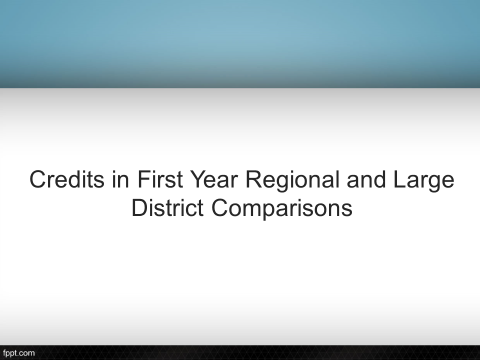 Credits in First Year Regional and Large
District Comparisons
fppt.com